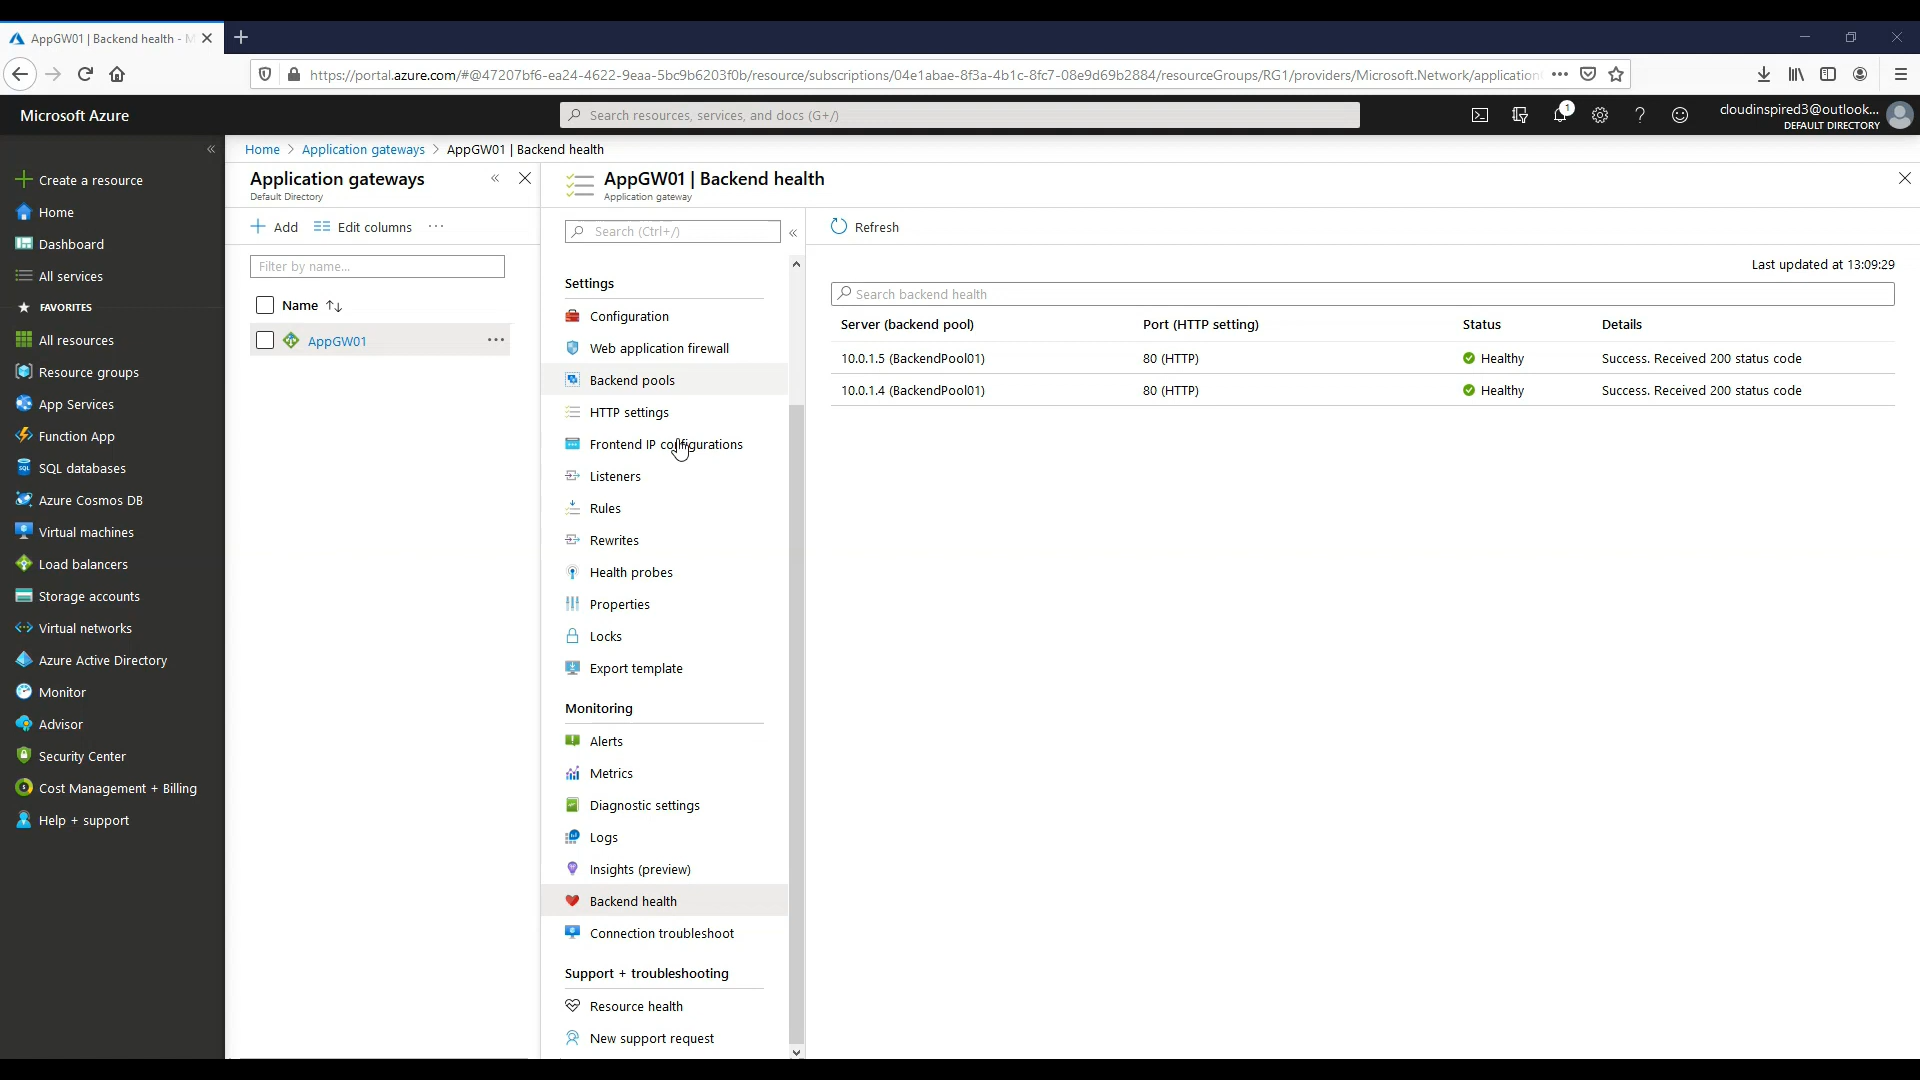 AppGW01 | Backend health - M
https://portal.azure.com/#@47207bf6-ea24-4622-9eaa-5bc9b6203f0b/resource/subscriptions/04e1abae-8f3a-4b1c-8fc7-08e9d69b2884/resourceGroups/RG1/providers/Microsoft.Network/application
Microsoft Azure
Search resources, services, and docs (G+/)
1
cloudinspired3@outlook...
DEFAULT DIRECTORY
Home > Application gateways > AppGW01 | Backend health
Create a resource
Home
Dashboard
All services
FAVORITES
All resources
Resource groups
App Services
Function App
SQL databases
Azure Cosmos DB
Virtual machines
Load balancers
Storage accounts
Virtual networks
Azure Active Directory
Monitor
Advisor
Security Center
Cost Management + Billing
Help + support
Application gateways
Default Directory
Add
Edit columns
Filter by name...
Name
AppGW01
AppGW01 | Backend health
Application gateway
Search (Ctrl+/)
Settings
Configuration
Web application firewall
Backend pools
HTTP settings
Frontend IP configurations
Listeners
Rules
Rewrites
Health probes
Properties
Locks
Export template
Monitoring
Alerts
Metrics
Diagnostic settings
Logs
Insights (preview)
Backend health
Connection troubleshoot
Support + troubleshooting
Resource health
New support request
Refresh
Last updated at 13:09:29
Search backend health
Server (backend pool) Port (HTTP setting) Status Details
10.0.1.5 (BackendPool01) 80 (HTTP) Healthy Success. Received 200 status code
10.0.1.4 (BackendPool01) 80 (HTTP) Healthy Success. Received 200 status code